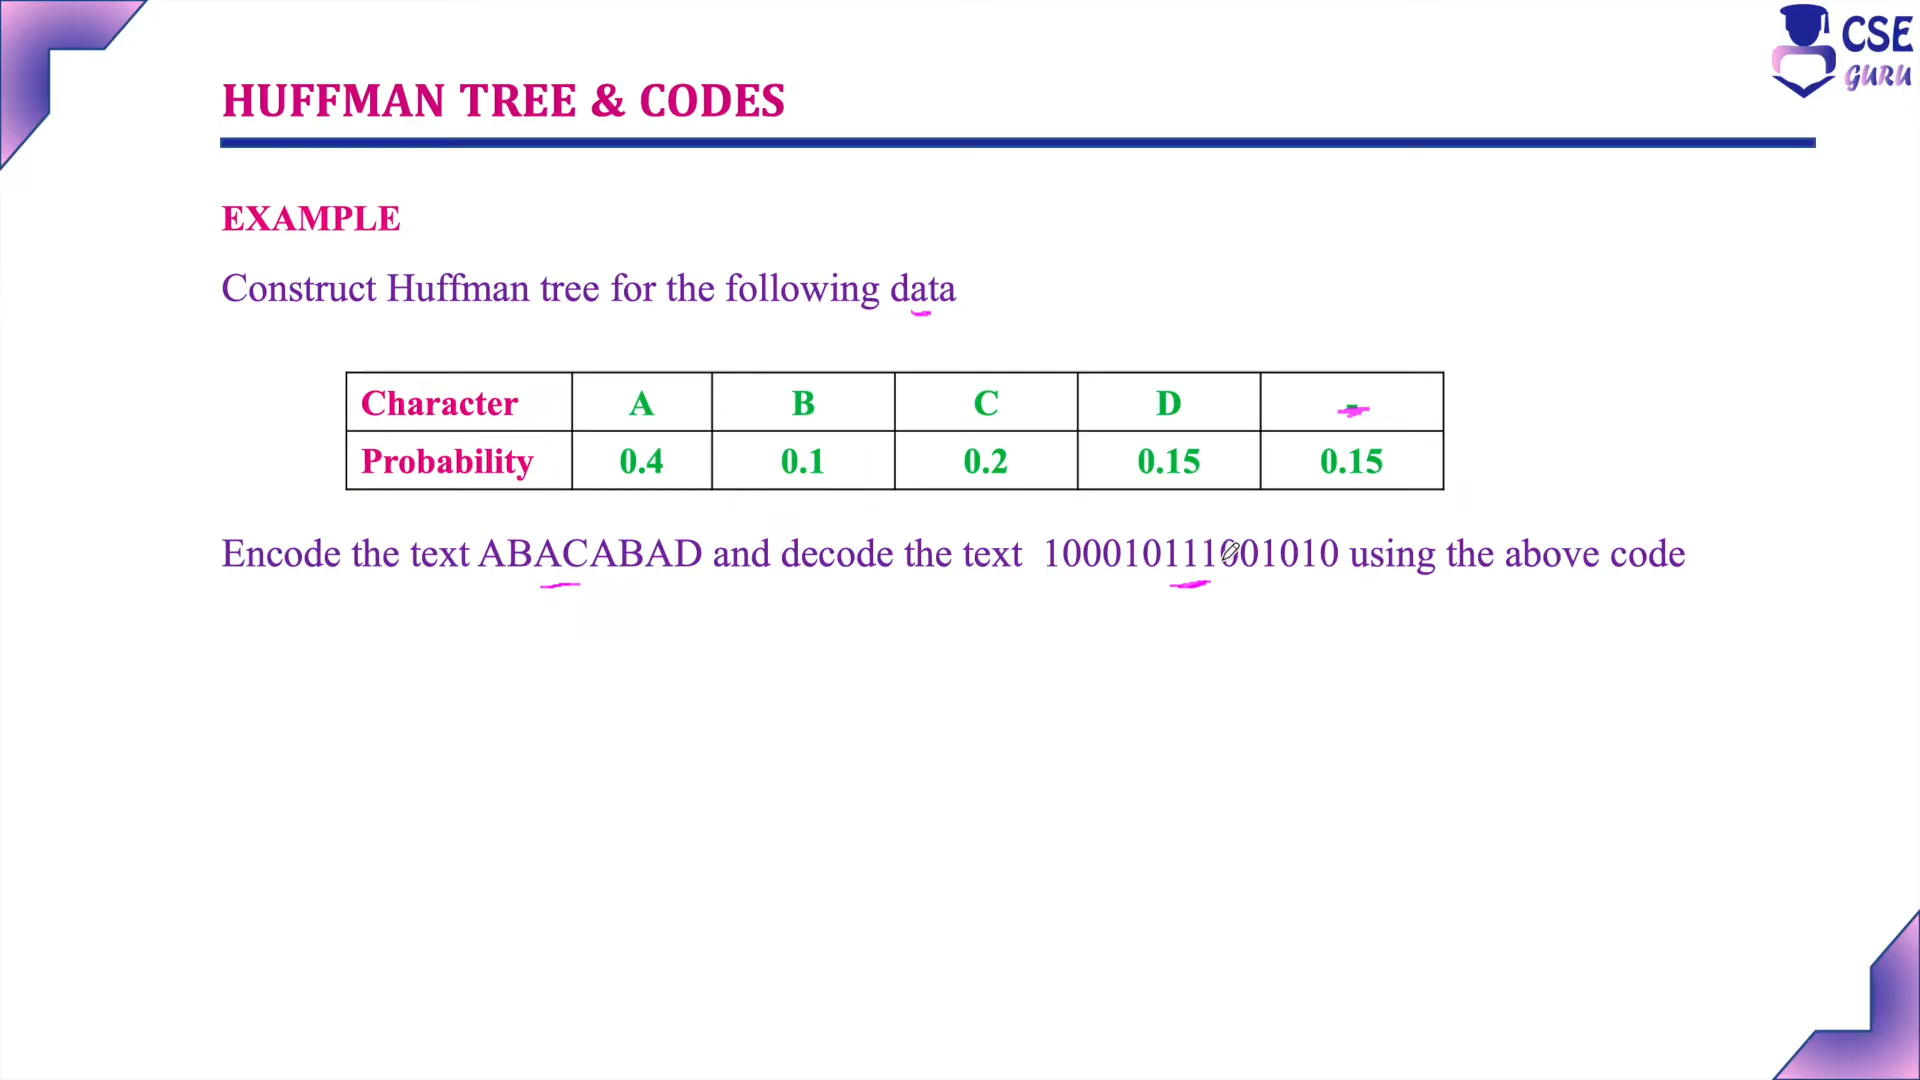 CSE
GURU
HUFFMAN TREE & CODES
EXAMPLE
Construct Huffman tree for the following data
Character A B C D -
Probability 0.4 0.1 0.2 0.15 0.15
Encode the text ABACABAD and decode the text 100010111001010 using the above code